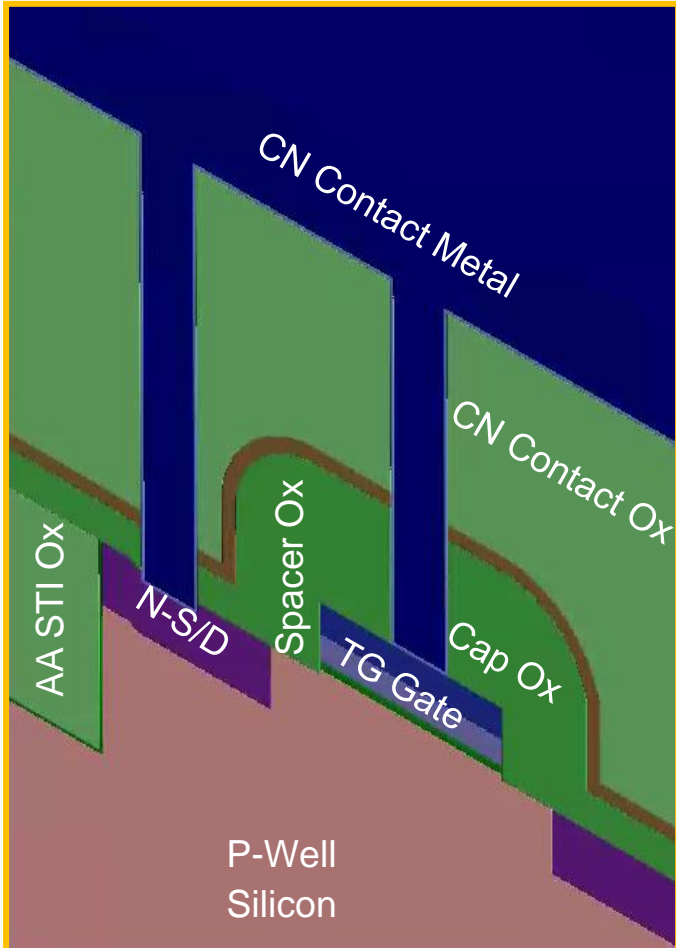 CN Contact Metal
CN Contact Ox
Spacer Ox
AA STI Ox
N-S/D
TG Gate
Cap Ox
P-Well
Silicon